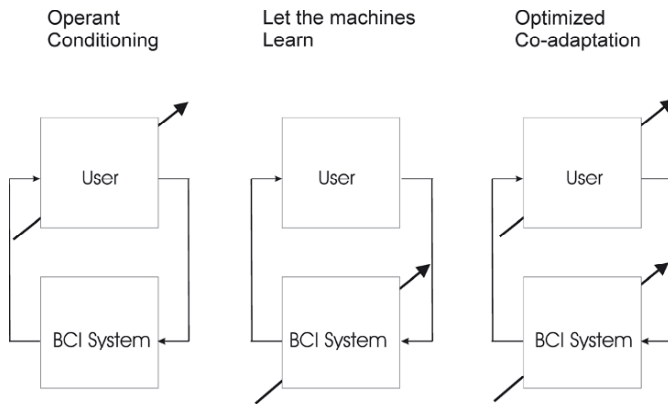 Operant
Conditioning
Let the machines
Learn
Optimized
Co-adaptation
User
User
User
BCI System
BCI System
BCI System